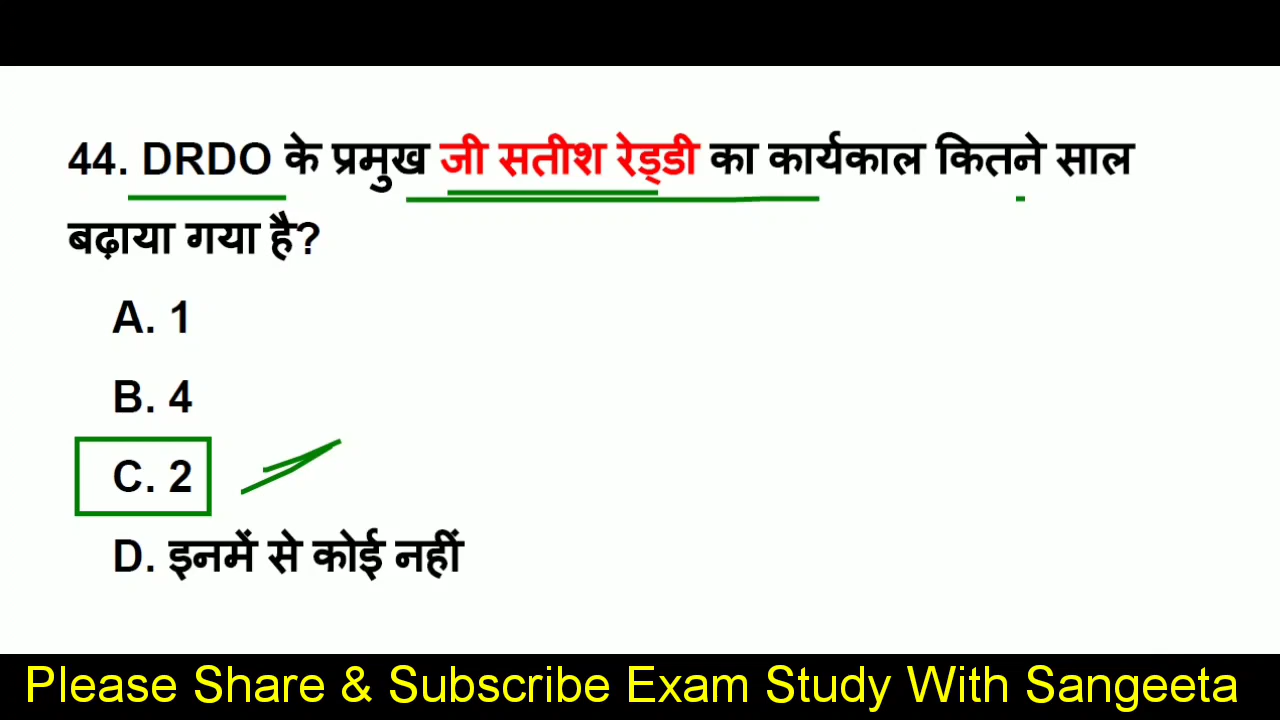 44. DRDO के प्रमुख जी सतीश रेड्डी का कार्यकाल कितने साल
बढ़ाया गया है?
A. 1
B. 4
C. 2
D. इनमें से कोई नहीं
Please Share & Subscribe Exam Study With Sangeeta